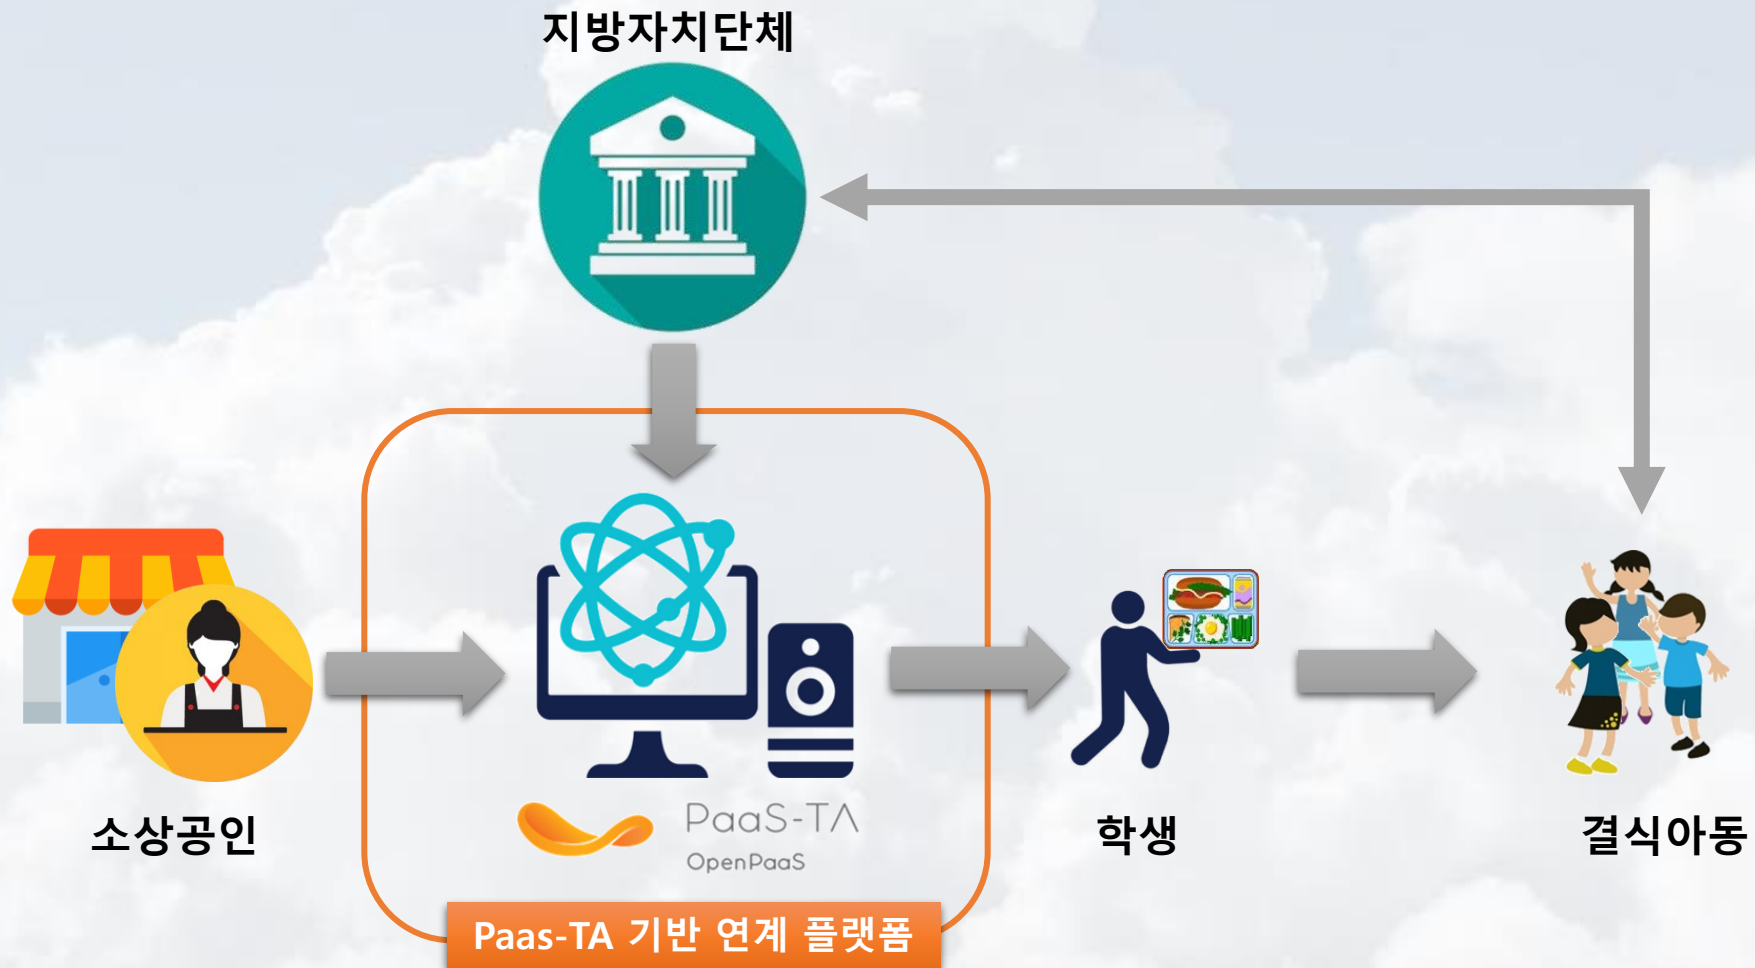 지방자치단체
소상공인
PaaS-TA
OpenPaaS
학생
결식아동
Paas-TA 기반 연계 플랫폼